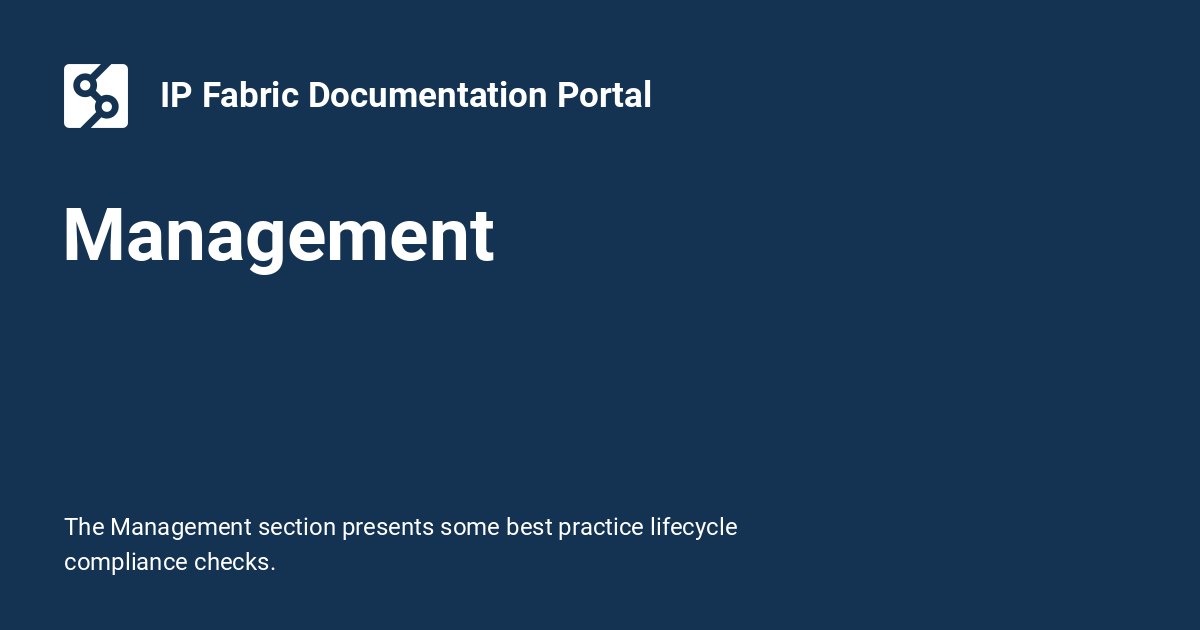 IP Fabric Documentation Portal
Management
The Management section presents some best practice lifecycle
compliance checks.